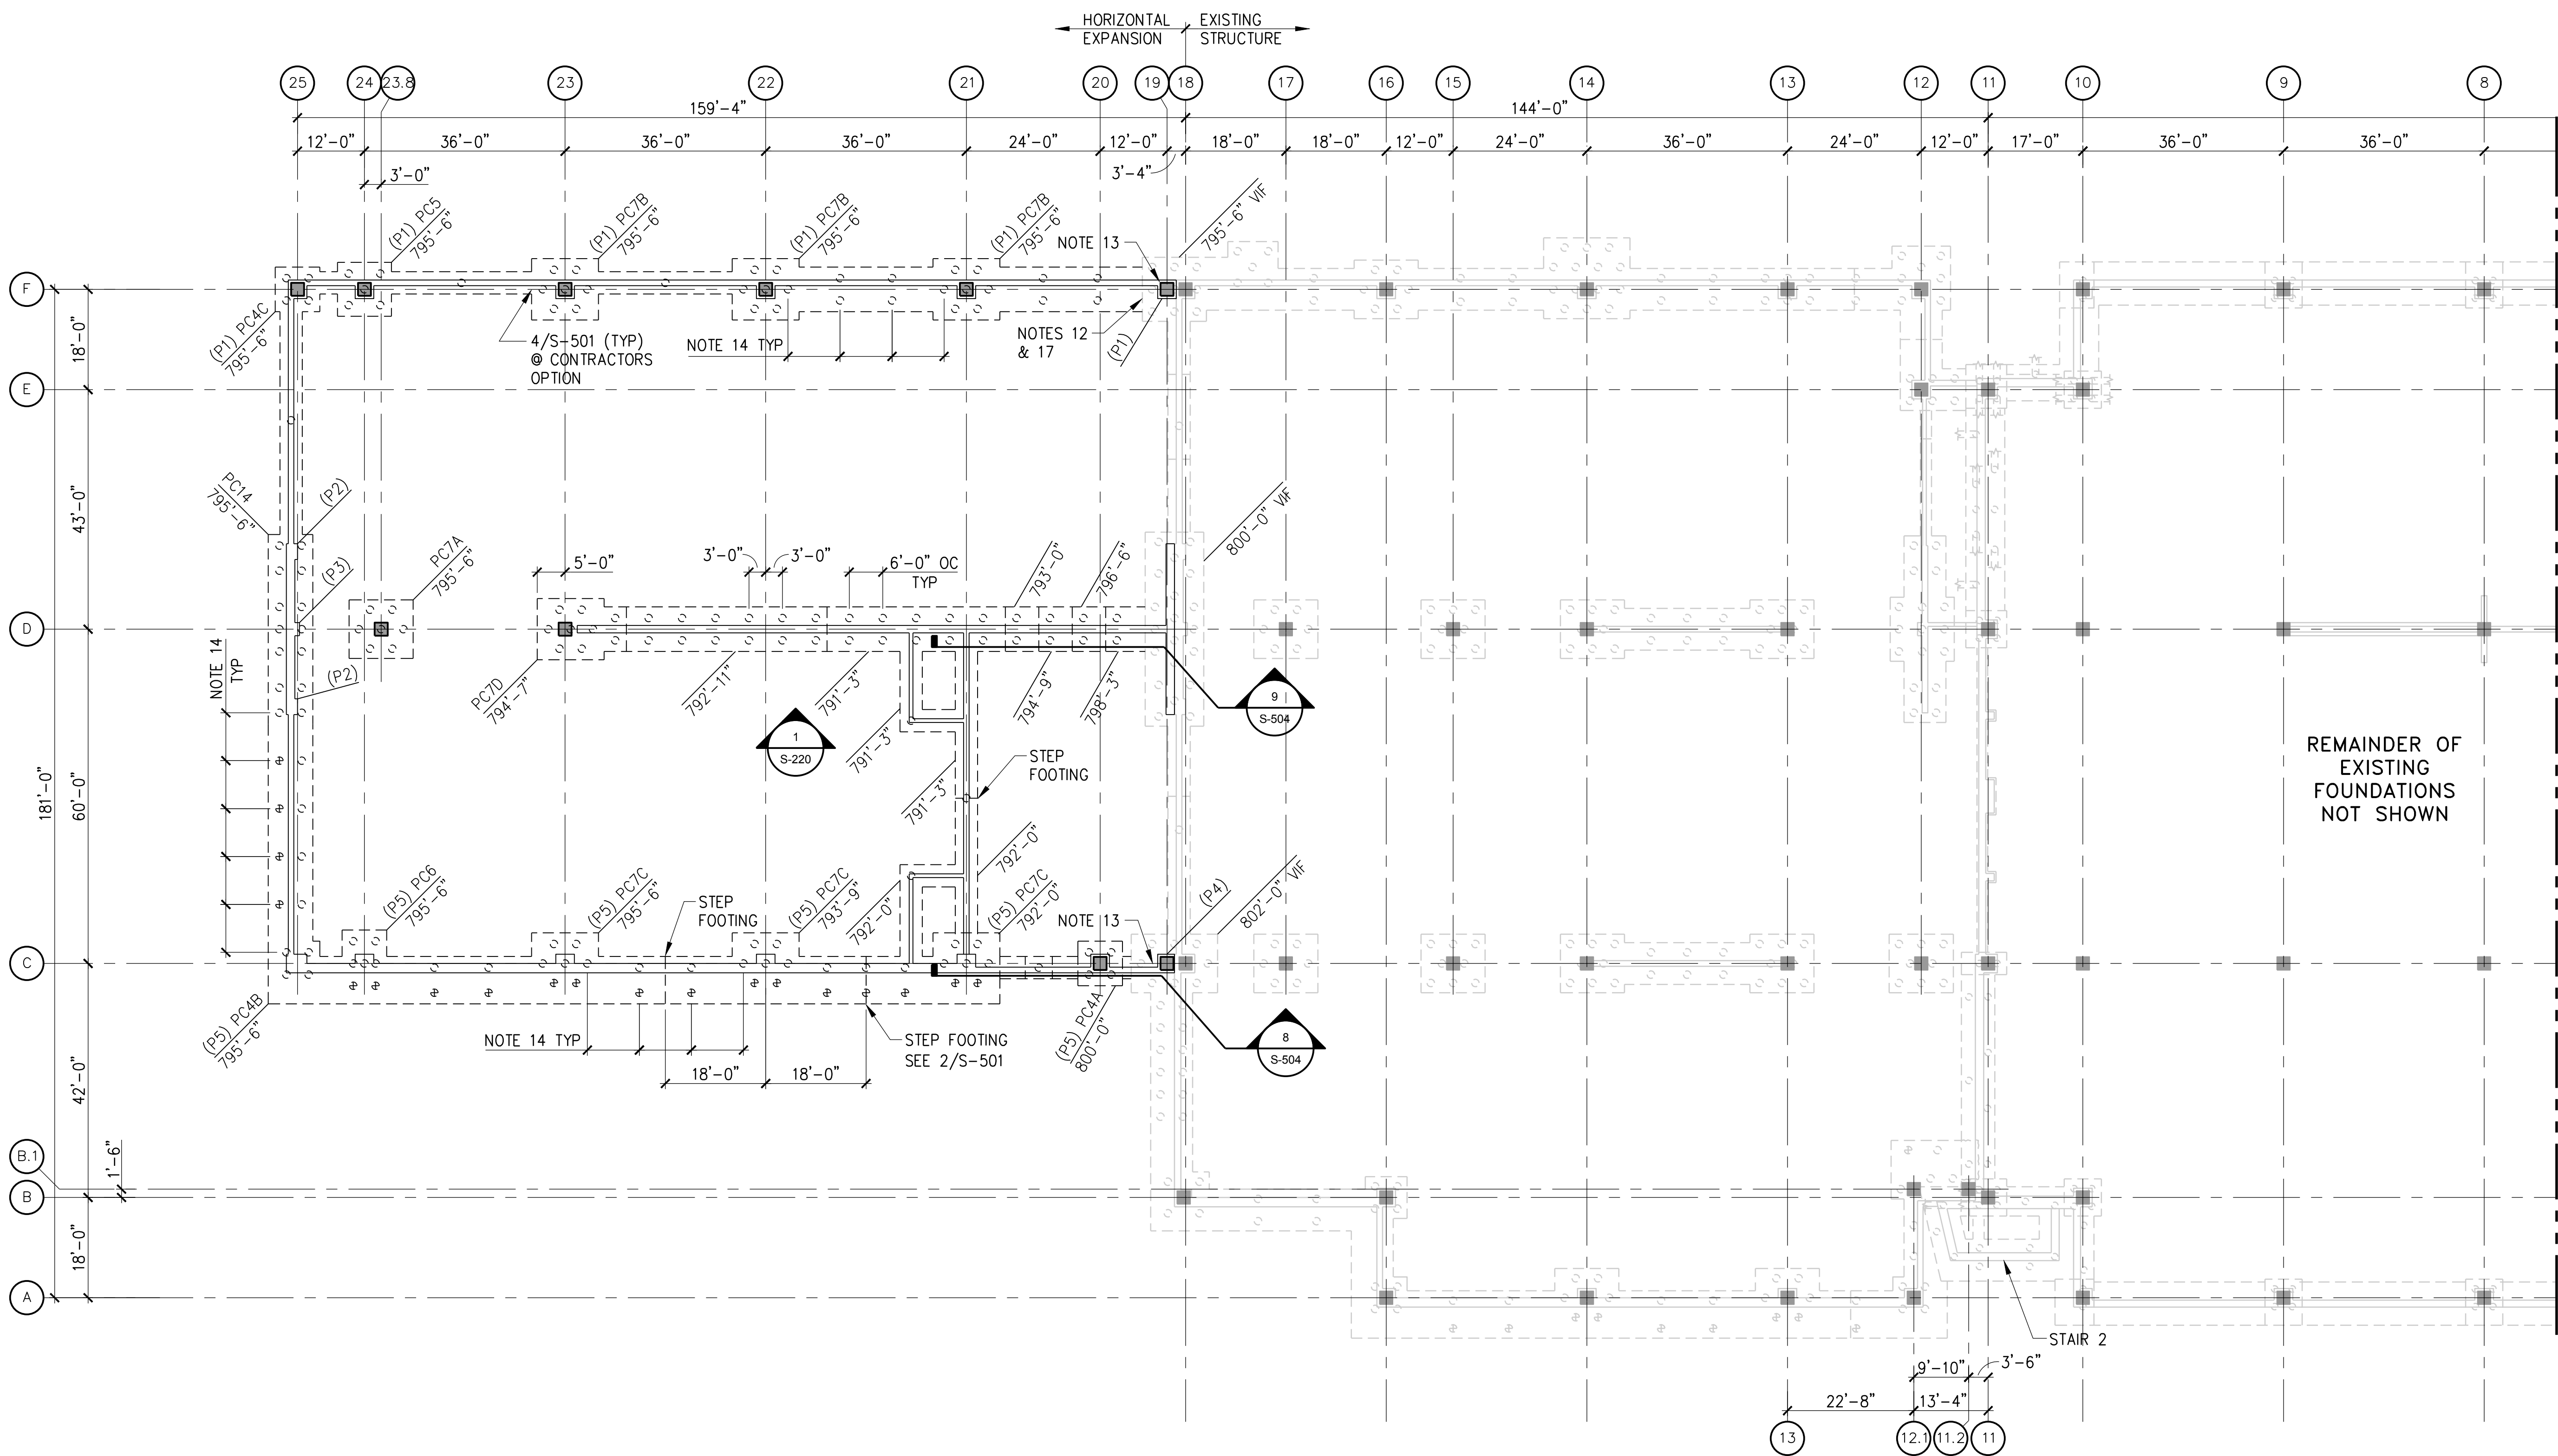 HORIZONTAL EXISTING
EXPANSION STRUCTURE
25 24 23.8 23 22 21 20 19 18 17 16 15 14 13 12 11 10 9 8
159'-4" 144'-0"
12'-0" 36'-0" 36'-0" 36'-0" 24'-0" 12'-0" 18'-0" 18'-0" 12'-0" 24'-0" 36'-0" 24'-0" 12'-0" 17'-0" 36'-0" 36'-0"
3'-4"
3'-0"
(P1) PC5
795'-6"
(P1) PC7B
795'-6"
(P1) PC7B
795'-6"
(P1) PC7B
795'-6"
NOTE 13
795'-6" VIF
F
(P1) PC4C
795'-6"
18'-0"
4/S-501 (TYP)
@ CONTRACTORS
OPTION
NOTE 14 TYP
NOTES 12
& 17
(P1)
E
43'-0"
PC14
795'-6"
(P2)
(P3)
PC7A
795'-6"
5'-0"
3'-0" 3'-0"
6'-0" OC
TYP
793'-0"
796'-6"
800'-0" VIF
D
NOTE 14
TYP
(P2)
PC7D
794'-7"
792'-11"
791'-3"
791'-3"
794'-9"
798'-3"
9
S-504
1
S-220
STEP
FOOTING
791'-3"
792'-0"
181'-0"
60'-0"
REMAINDER OF
EXISTING
FOUNDATIONS
NOT SHOWN
(P5) PC6
795'-6"
(P5) PC7C
795'-6"
STEP
FOOTING
(P5) PC7C
793'-9"
792'-0"
(P5) PC7C
792'-0"
NOTE 13
(P4)
802'-0" VIF
C
(P5) PC4B
795'-6"
NOTE 14 TYP
STEP FOOTING
SEE 2/S-501
(P5) PC4A
800'-0"
8
S-504
18'-0" 18'-0"
42'-0"
B.1
1'-6"
B
18'-0"
A
STAIR 2
9'-10" 3'-6"
22'-8" 13'-4"
13 12.1 11.2 11